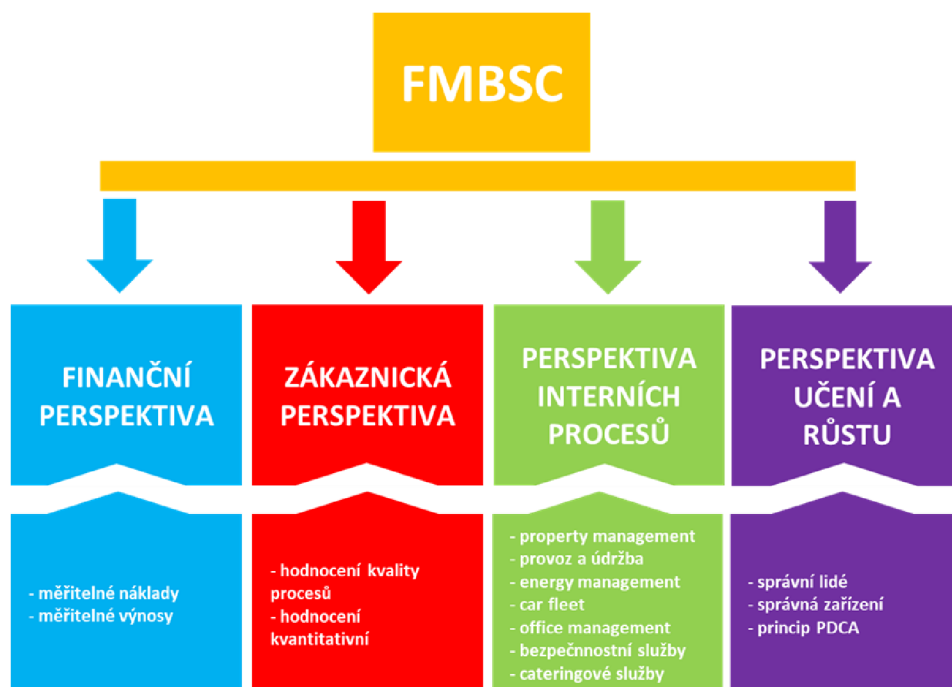 FMBSC
FINANČNÍ
PERSPEKTIVA
ZÁKAZNICKÁ
PERSPEKTIVA
PERSPEKTIVA
INTERNÍCH
PROCESŮ
PERSPEKTIVA
UČENÍ A
RŮSTU
- měřitelné náklady
- měřitelné výnosy
- hodnocení kvality
procesů
- hodnocení
kvantitativní
- property management
- provoz a údržba
- energy management
- car fleet
- office management
- bezpečnnostní služby
- cateringové služby
- správní lidé
- správná zařízení
- princip PDCA